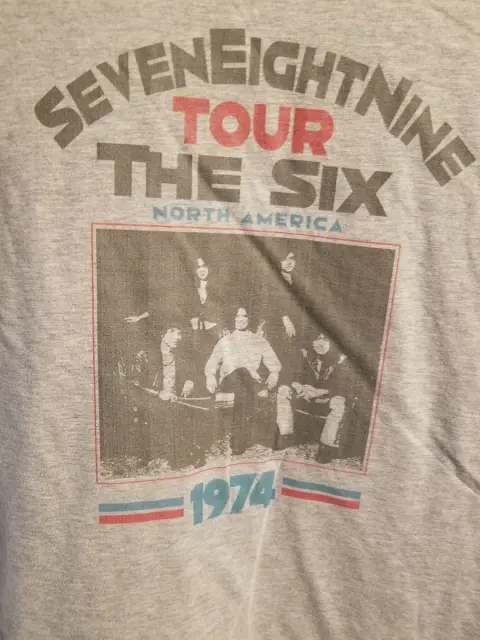 SEVENEIGHTNINE
TOUR
THE SIX
NORTH AMERICA
1974